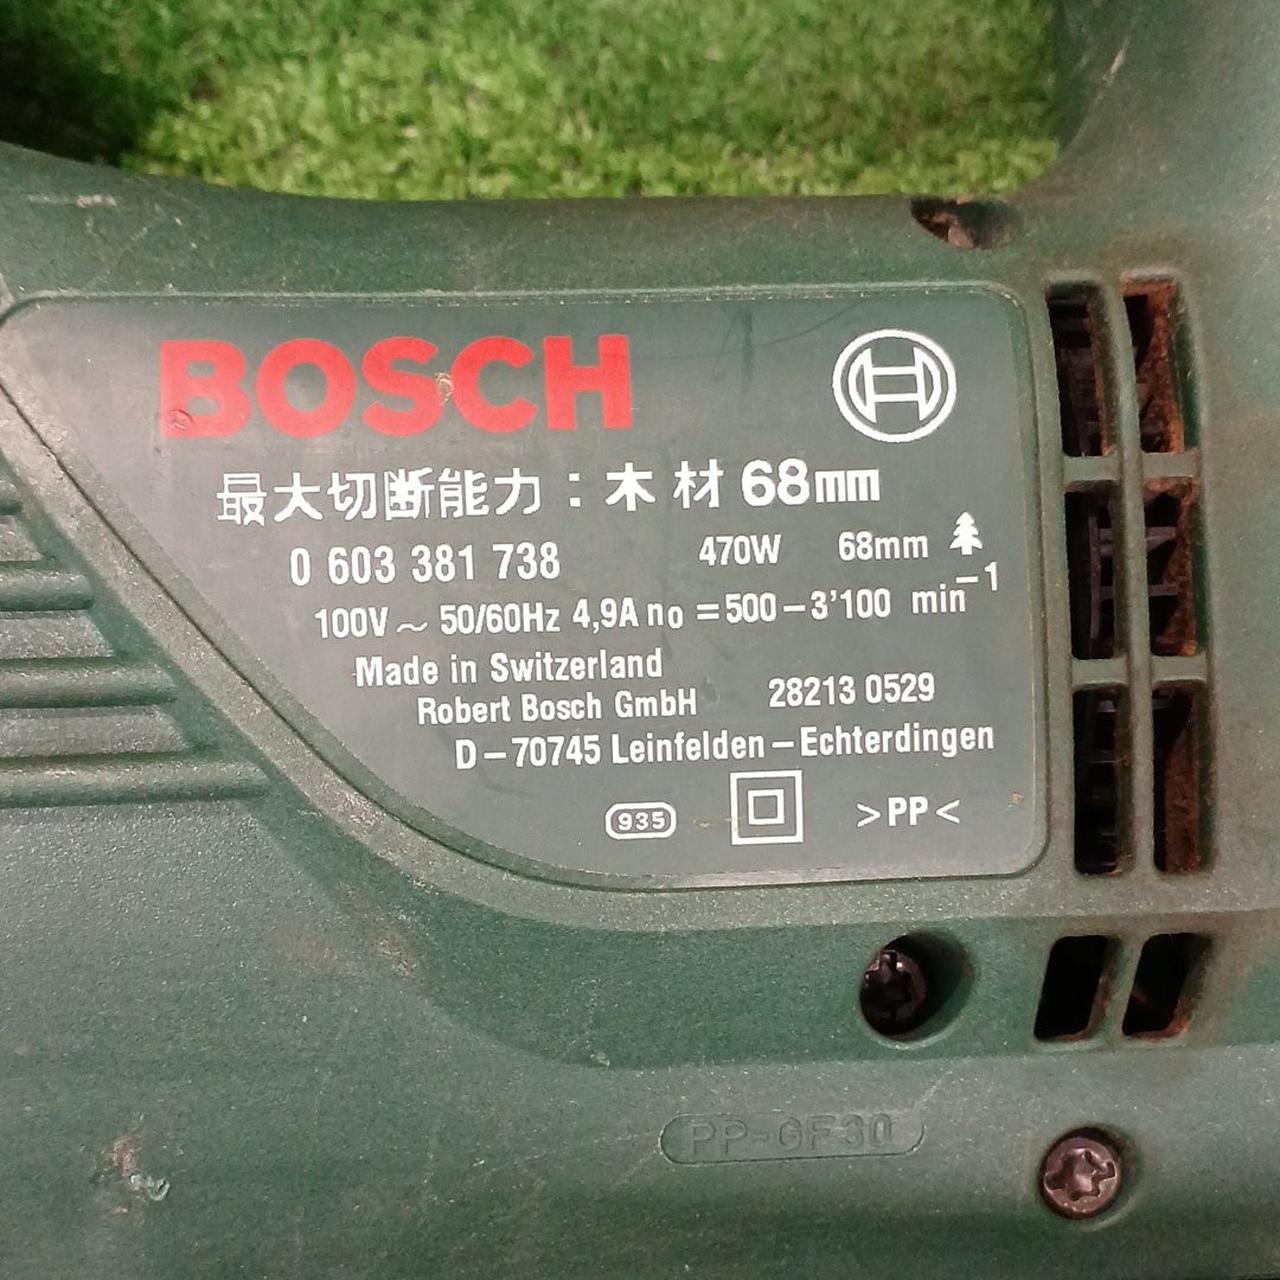 BOSCH
最大切断能力：木材 68mm
0 603 381 738 470W 68mm
100V ~ 50/60Hz 4,9A n₀ = 500 – 3'100 min⁻¹
Made in Switzerland
Robert Bosch GmbH 28213 0529
D – 70745 Leinfelden – Echterdingen
935 >PP<
PP-GF30